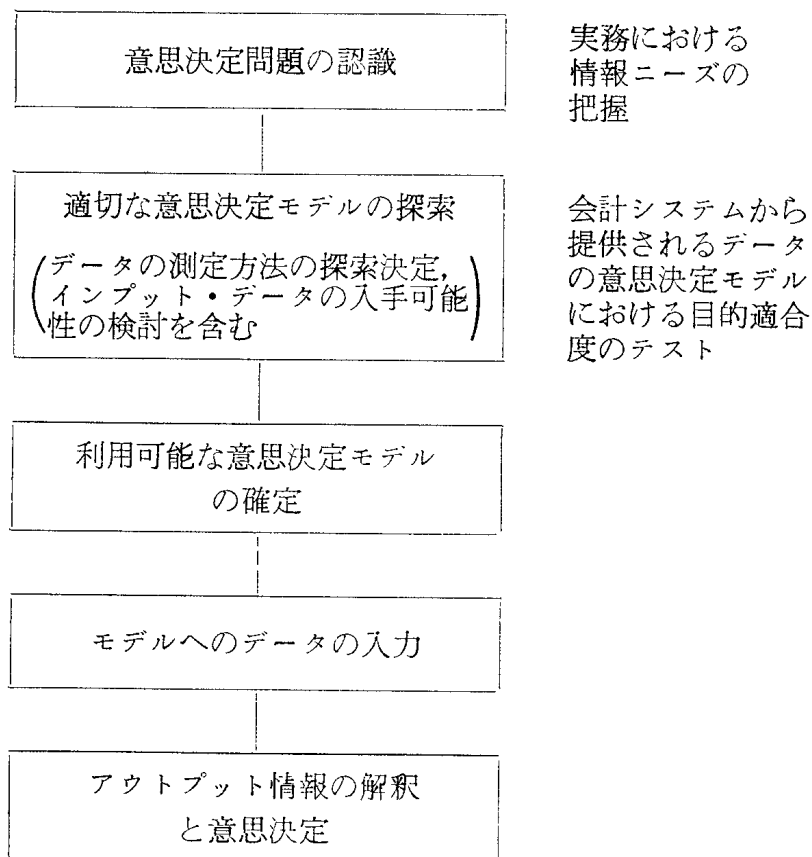 意思決定問題の認識
実務における
情報ニーズの
把握
適切な意思決定モデルの探索
(データの測定方法の探索決定,
インプット・データの入手可能
性の検討を含む)
会計システムから
提供されるデータ
の意思決定モデル
における目的適合
度のテスト
利用可能な意思決定モデル
の確定
モデルへのデータの入力
アウトプット情報の解釈
と意思決定